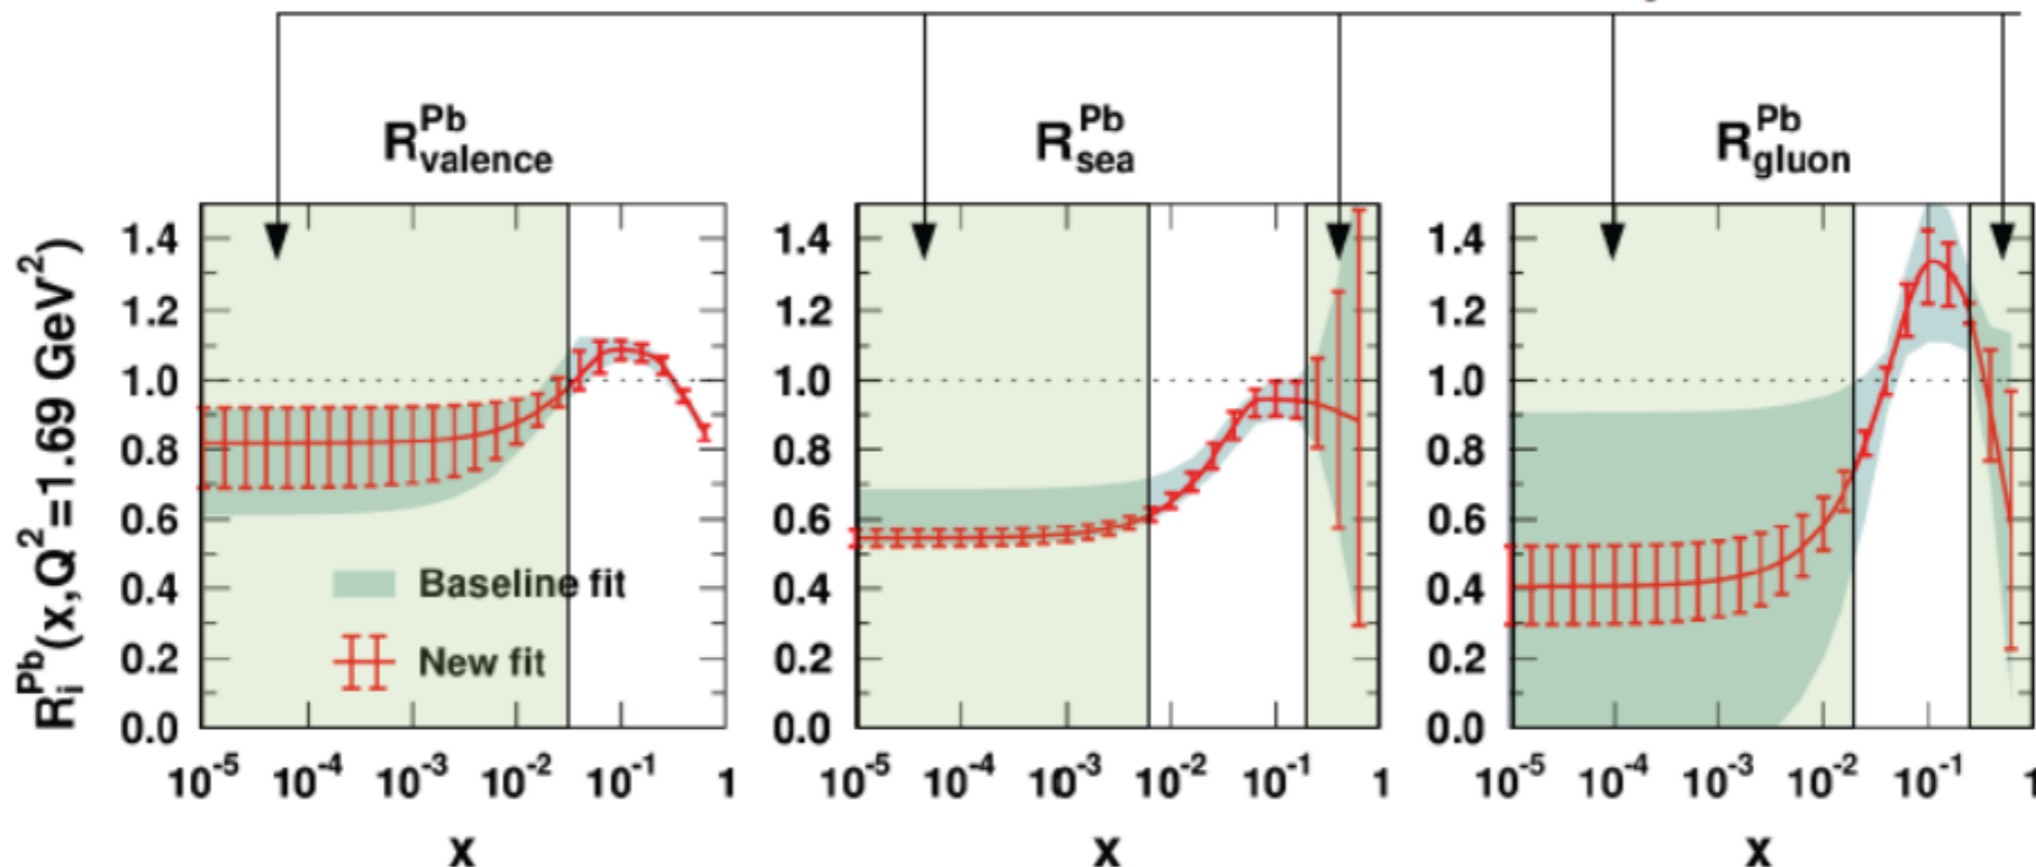 R^Pb_valence
R^Pb_sea
R^Pb_gluon
R_i^Pb(x,Q^2=1.69 GeV^2)
1.4 1.4 1.4
1.2 1.2 1.2
1.0 1.0 1.0
0.8 0.8 0.8
0.6 0.6 0.6
0.4 Baseline fit 0.4 0.4
0.2 New fit 0.2 0.2
0.0 0.0 0.0
10^-5 10^-4 10^-3 10^-2 10^-1 1 10^-5 10^-4 10^-3 10^-2 10^-1 1 10^-5 10^-4 10^-3 10^-2 10^-1 1
x x x